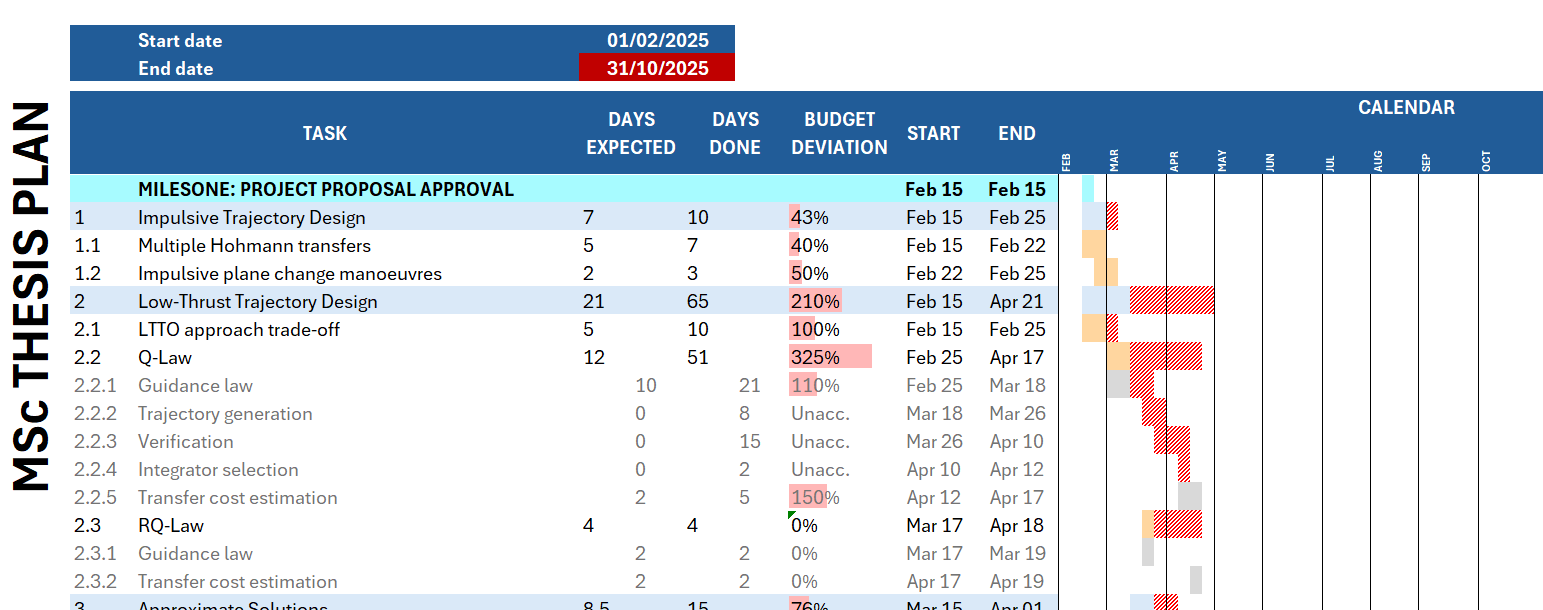 MSc THESIS PLAN
Start date 01/02/2025
End date 31/10/2025
CALENDAR
TASK DAYS EXPECTED DAYS DONE BUDGET DEVIATION START END
FEB MAR APR MAY JUN JUL AUG SEP OCT
MILESONE: PROJECT PROPOSAL APPROVAL Feb 15 Feb 15
1 Impulsive Trajectory Design 7 10 43% Feb 15 Feb 25
1.1 Multiple Hohmann transfers 5 7 40% Feb 15 Feb 22
1.2 Impulsive plane change manoeuvres 2 3 50% Feb 22 Feb 25
2 Low-Thrust Trajectory Design 21 65 210% Feb 15 Apr 21
2.1 LTTO approach trade-off 5 10 100% Feb 15 Feb 25
2.2 Q-Law 12 51 325% Feb 25 Apr 17
2.2.1 Guidance law 10 21 110% Feb 25 Mar 18
2.2.2 Trajectory generation 0 8 Unacc. Mar 18 Mar 26
2.2.3 Verification 0 15 Unacc. Mar 26 Apr 10
2.2.4 Integrator selection 0 2 Unacc. Apr 10 Apr 12
2.2.5 Transfer cost estimation 2 5 150% Apr 12 Apr 17
2.3 RQ-Law 4 4 0% Mar 17 Apr 18
2.3.1 Guidance law 2 2 0% Mar 17 Mar 19
2.3.2 Transfer cost estimation 2 2 0% Apr 17 Apr 19
3 Approximate Solutions 8.5 15 76% Mar 15 Apr 01